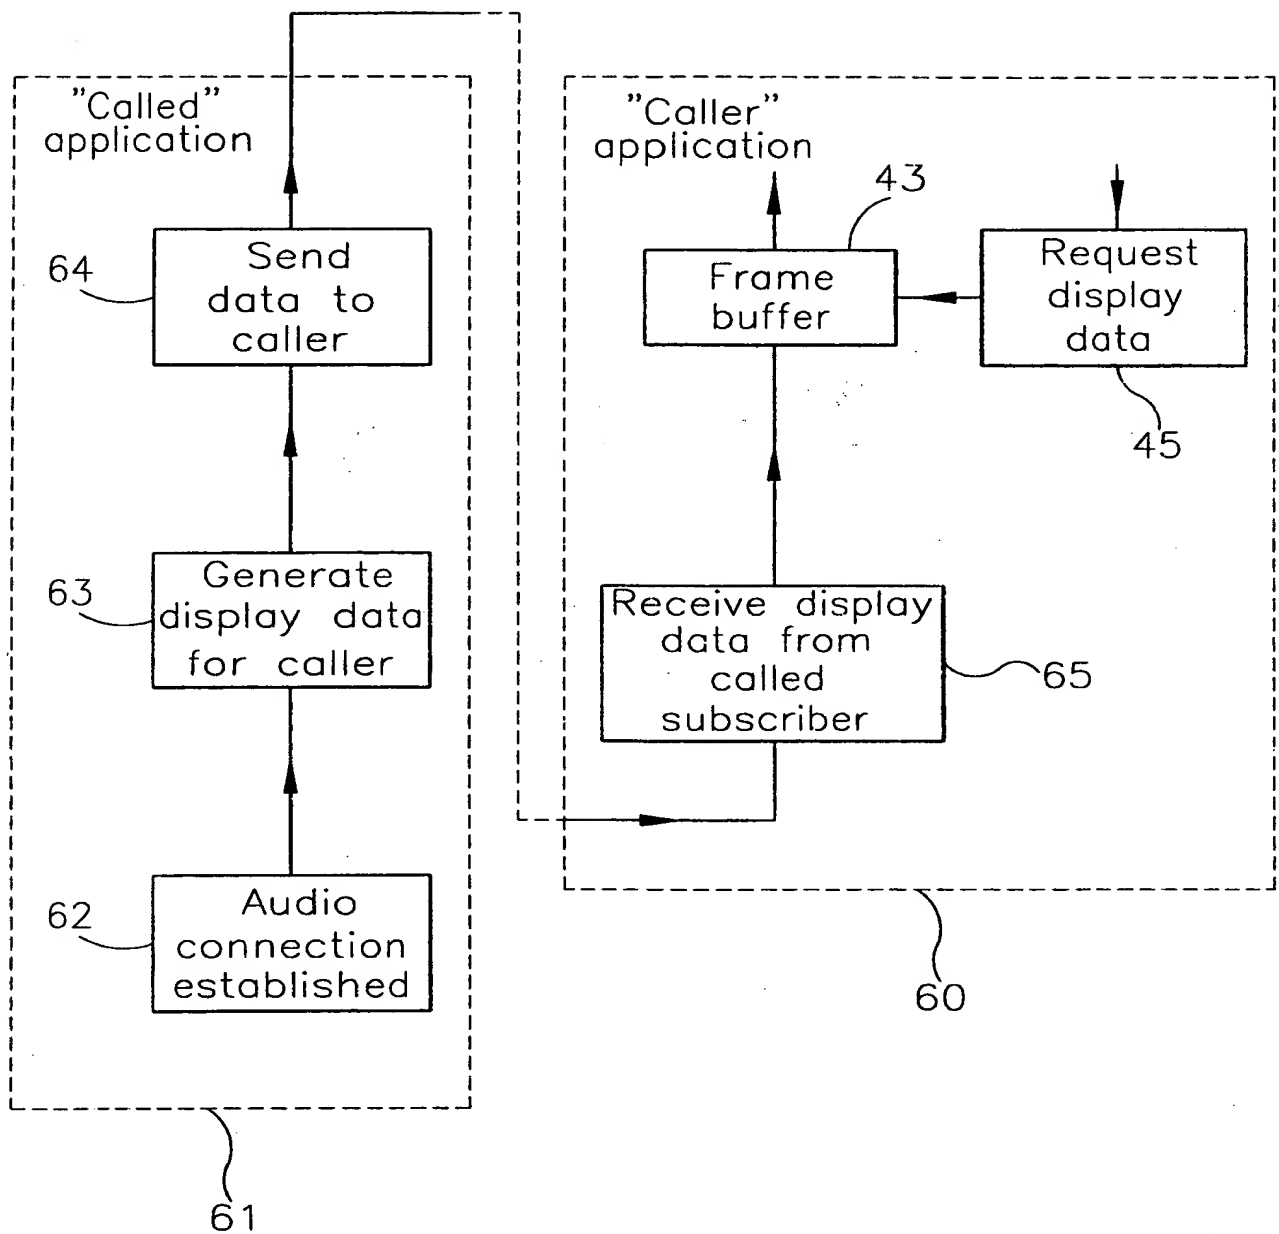 "Called"
application
64
Send
data to
caller
63
Generate
display data
for caller
62
Audio
connection
established
61
"Caller"
application
43
Frame
buffer
Request
display
data
45
Receive display
data from
called
subscriber
65
60